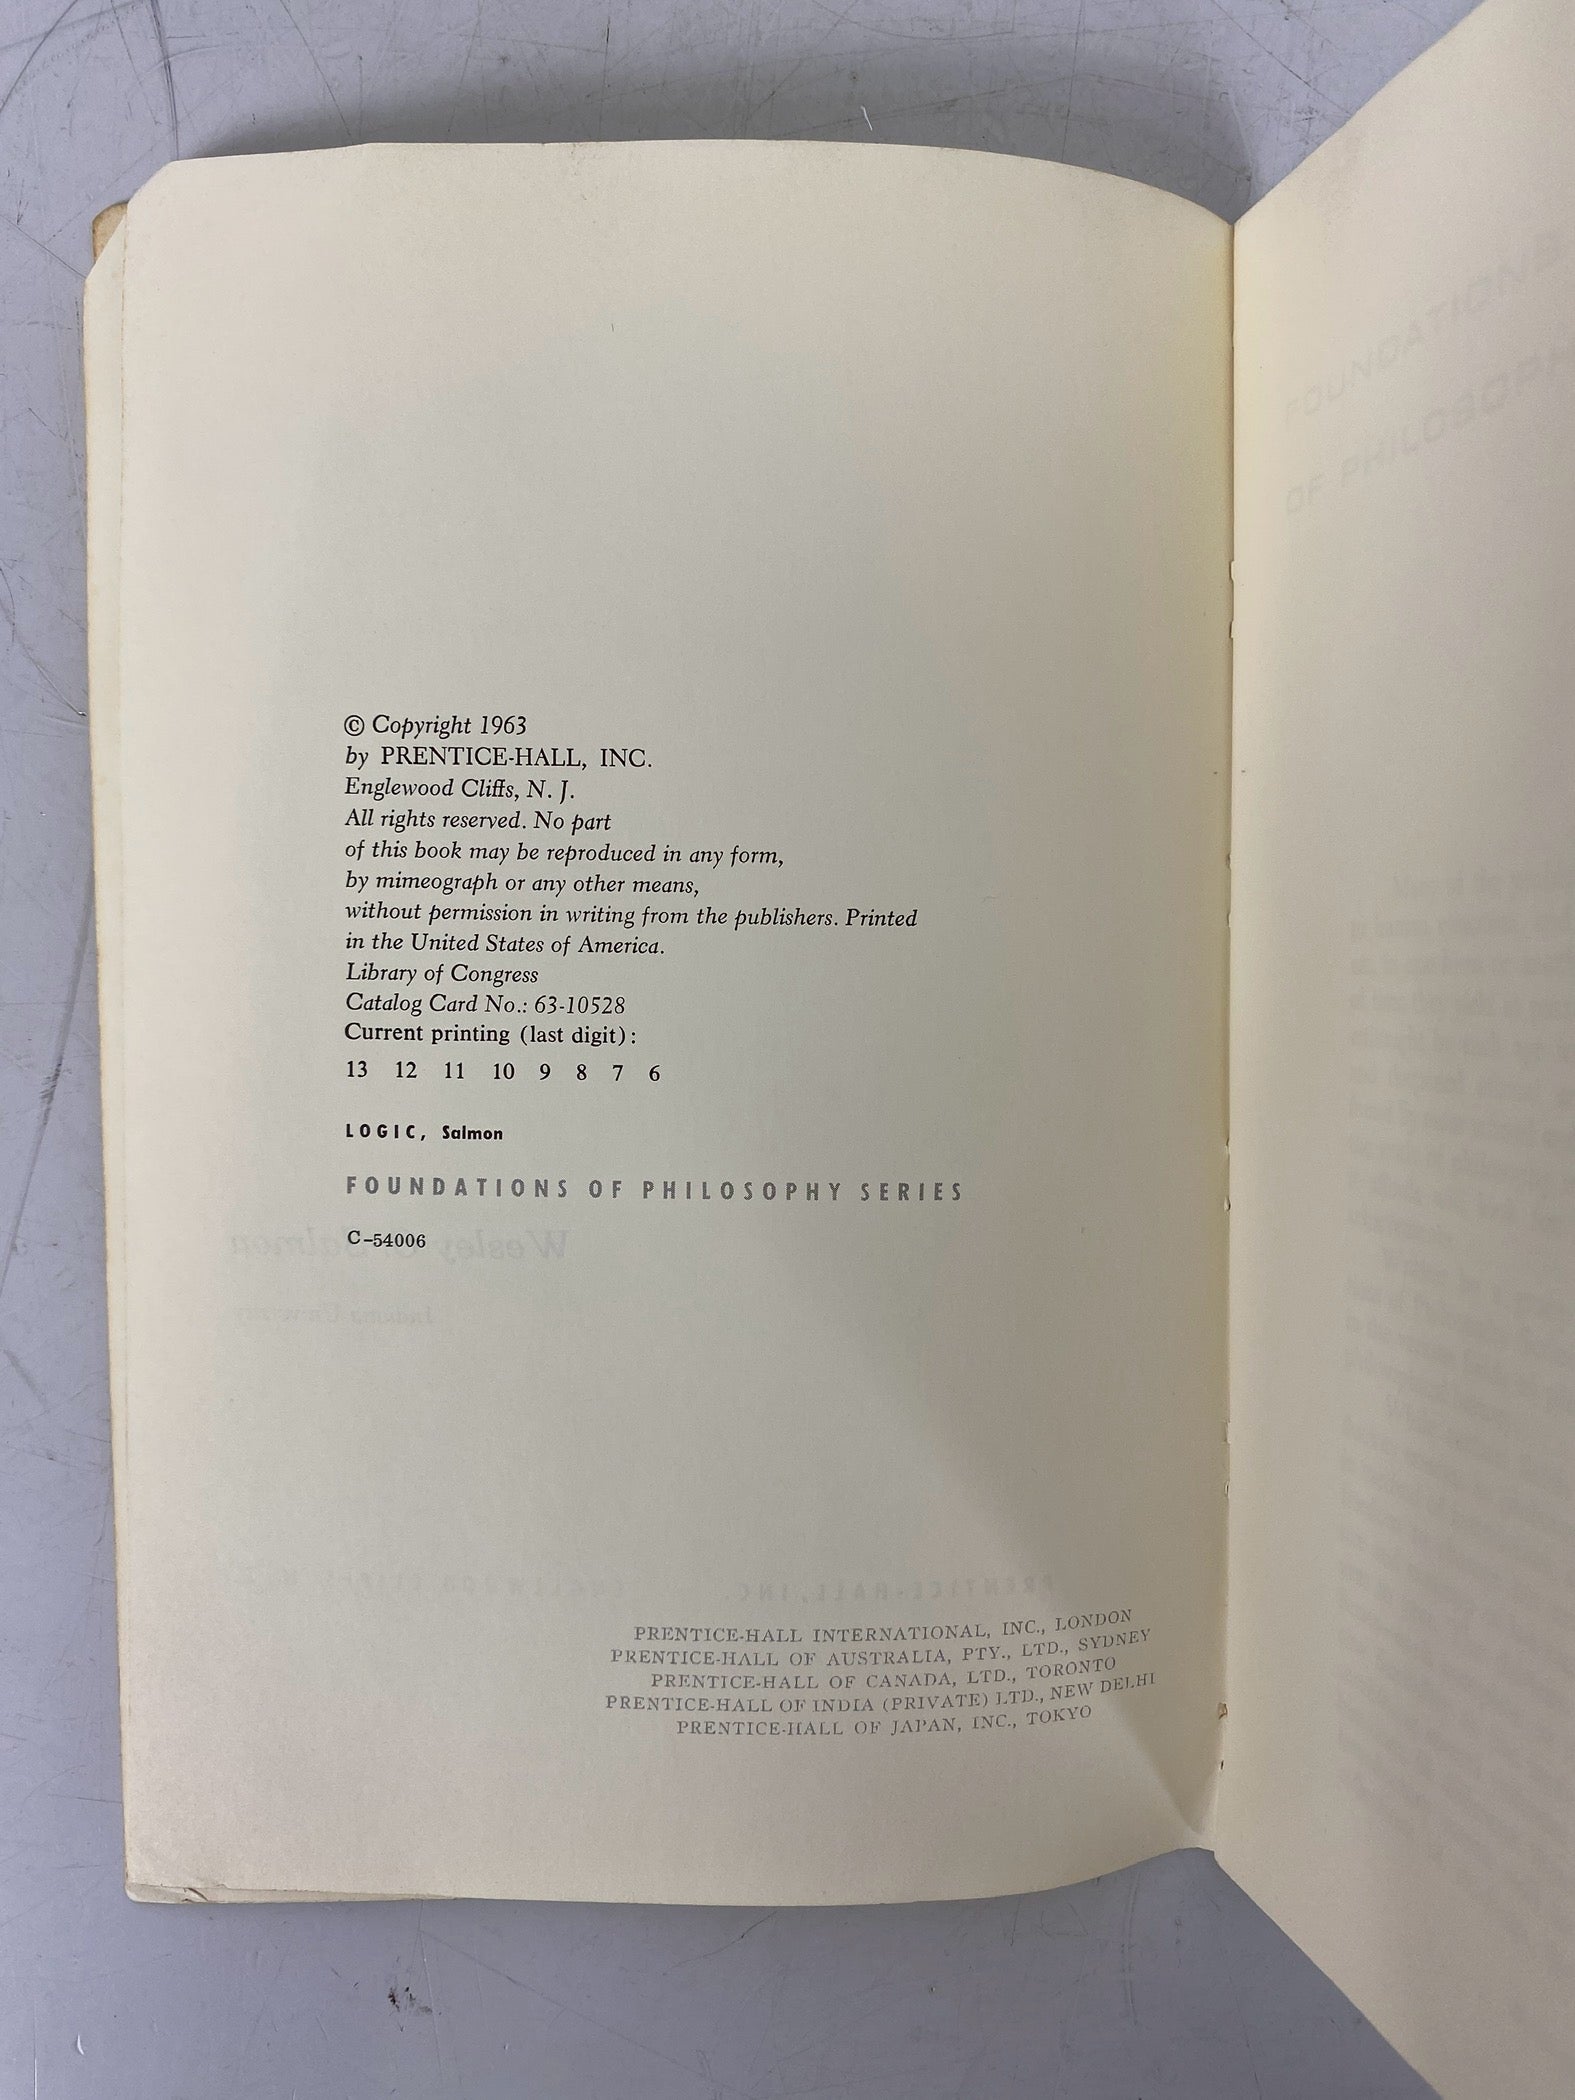 © Copyright 1963
by PRENTICE-HALL, INC.
Englewood Cliffs, N. J.
All rights reserved. No part
of this book may be reproduced in any form,
by mimeograph or any other means,
without permission in writing from the publishers. Printed
in the United States of America.
Library of Congress
Catalog Card No.: 63-10528
Current printing (last digit):
13 12 11 10 9 8 7 6
LOGIC, Salmon
FOUNDATIONS OF PHILOSOPHY SERIES
C-54006
PRENTICE-HALL INTERNATIONAL, INC., LONDON
PRENTICE-HALL OF AUSTRALIA, PTY., LTD., SYDNEY
PRENTICE-HALL OF CANADA, LTD., TORONTO
PRENTICE-HALL OF INDIA (PRIVATE) LTD., NEW DELHI
PRENTICE-HALL OF JAPAN, INC., TOKYO
FOUNDATIONS
OF